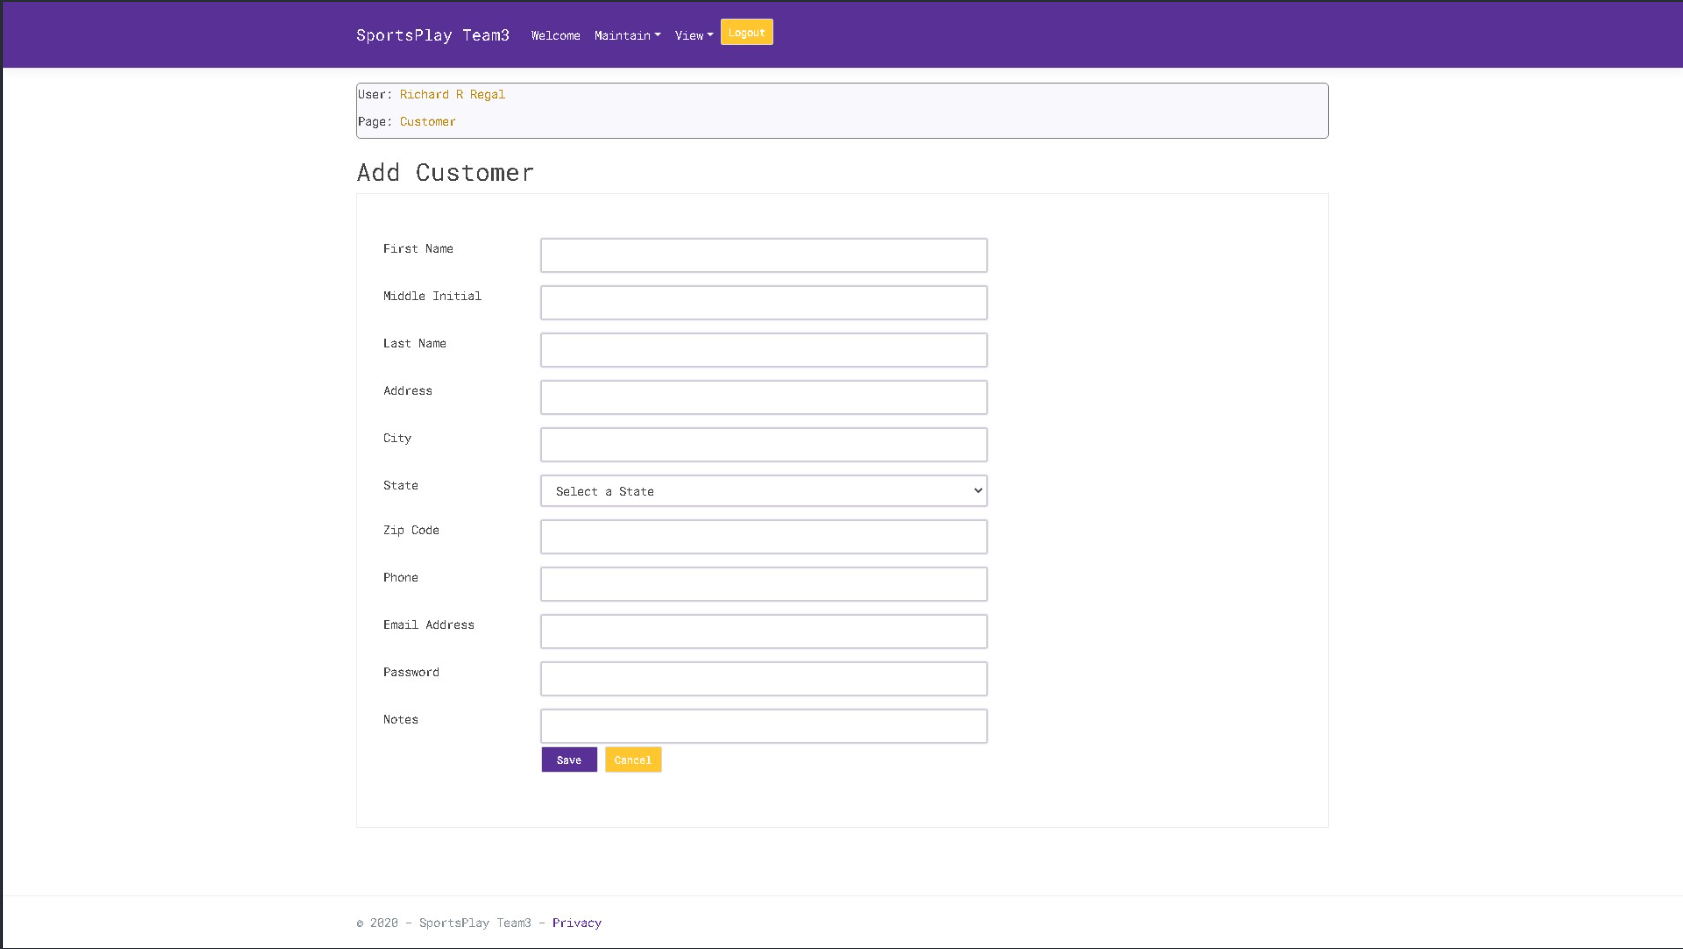 SportsPlay Team3 Welcome Maintain View Logout
User: Richard R Regal
Page: Customer
Add Customer
First Name
Middle Initial
Last Name
Address
City
State Select a State
Zip Code
Phone
Email Address
Password
Notes
Save Cancel
© 2020 - SportsPlay Team3 - Privacy